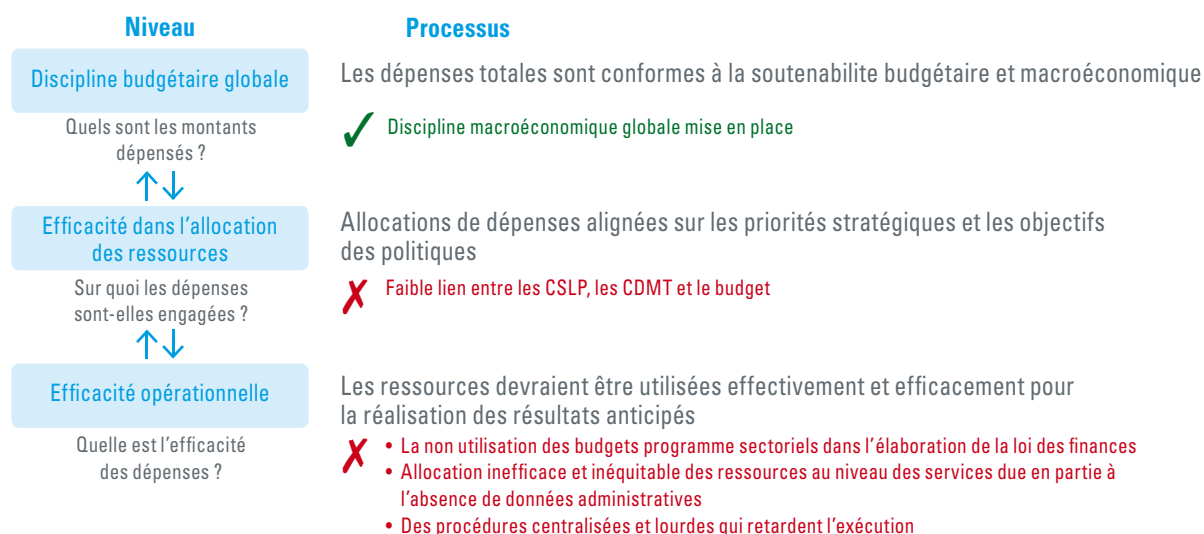 Niveau
Processus
Discipline budgétaire globale
Les dépenses totales sont conformes à la soutenabilite budgétaire et macroéconomique
Quels sont les montants
dépensés ?
✓ Discipline macroéconomique globale mise en place
Efficacité dans l'allocation
des ressources
Allocations de dépenses alignées sur les priorités stratégiques et les objectifs
des politiques
Sur quoi les dépenses
sont-elles engagées ?
✗ Faible lien entre les CSLP, les CDMT et le budget
Efficacité opérationnelle
Les ressources devraient être utilisées effectivement et efficacement pour
la réalisation des résultats anticipés
Quelle est l'efficacité
des dépenses ?
✗ • La non utilisation des budgets programme sectoriels dans l'élaboration de la loi des finances
• Allocation inefficace et inéquitable des ressources au niveau des services due en partie à
l'absence de données administratives
• Des procédures centralisées et lourdes qui retardent l'exécution